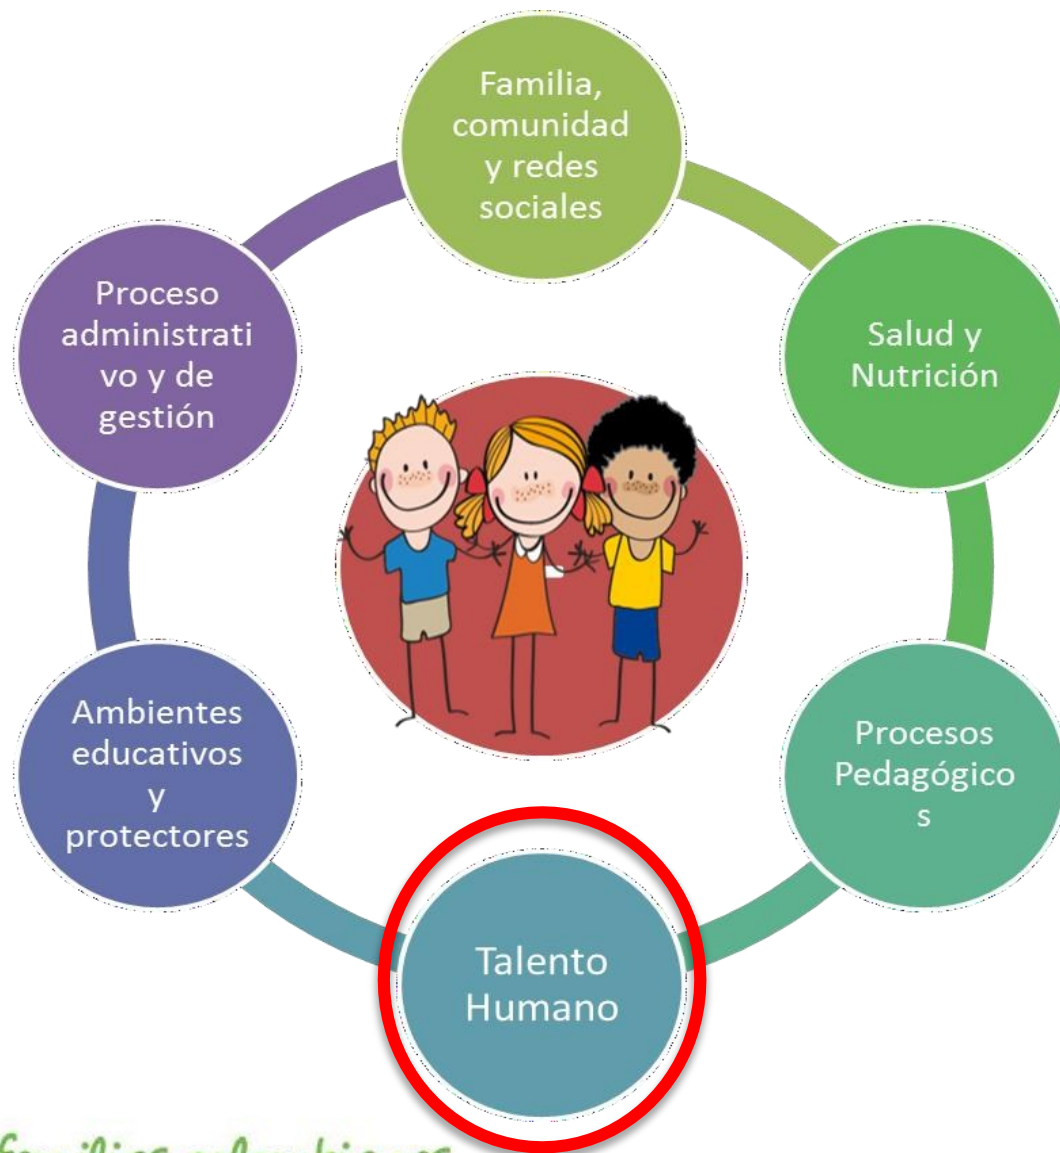 Familia,
comunidad
y redes
sociales
Salud y
Nutrición
Procesos
Pedagógico
s
Talento
Humano
Ambientes
educativos
y
protectores
Proceso
administrati
vo y de
gestión